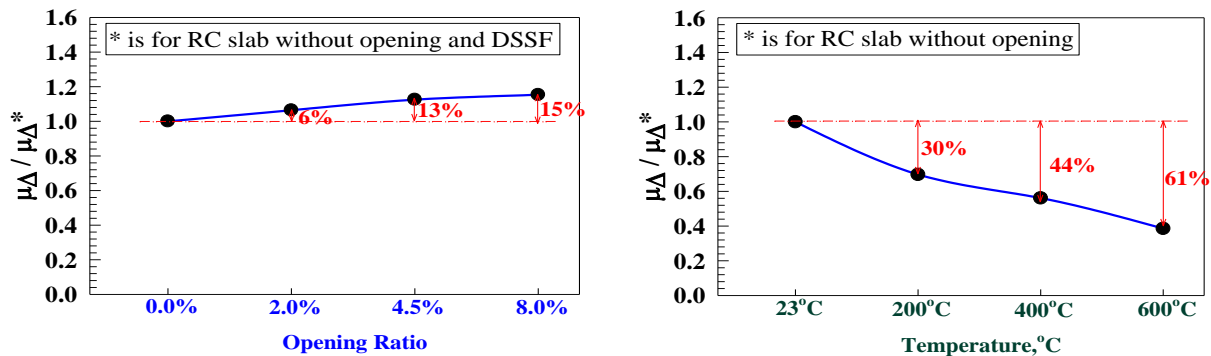 * is for RC slab without opening and DSSF
μΔ / μΔ*
1.6
1.4
1.2
1.0
0.8
0.6
0.4
0.2
0.0
6%
13%
15%
0.0%
2.0%
4.5%
8.0%
Opening Ratio
* is for RC slab without opening
μΔ / μΔ*
1.6
1.4
1.2
1.0
0.8
0.6
0.4
0.2
0.0
30%
44%
61%
23°C
200°C
400°C
600°C
Temperature,°C